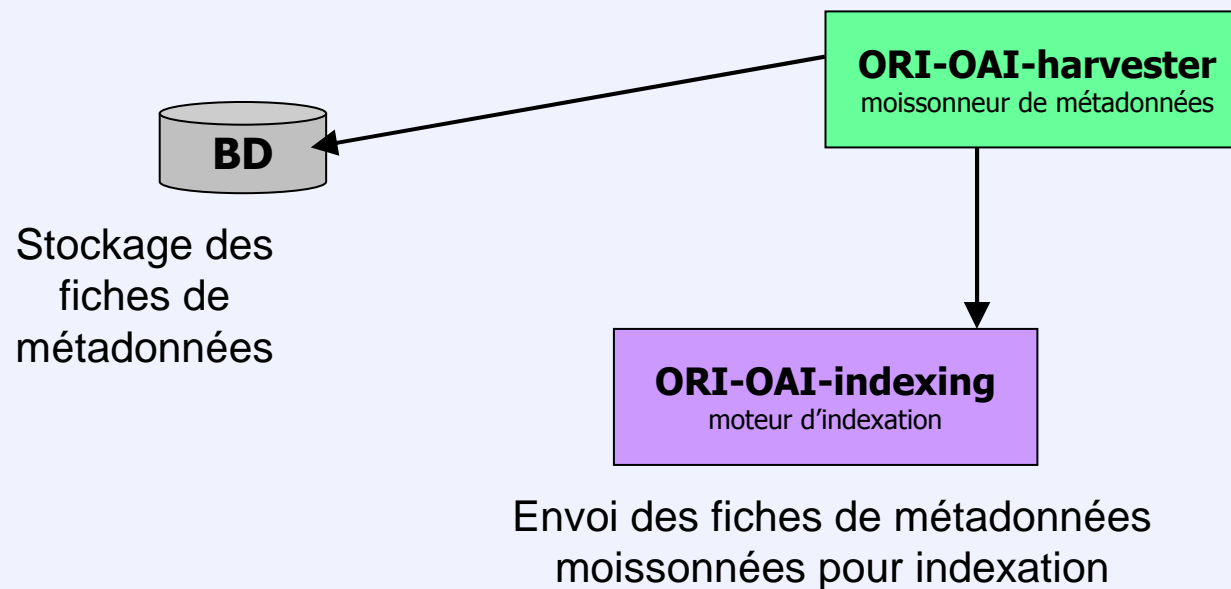 ORI-OAI-harvester
moissonneur de métadonnées
BD
Stockage des
fiches de
métadonnées
ORI-OAI-indexing
moteur d'indexation
Envoi des fiches de métadonnées
moissonnées pour indexation